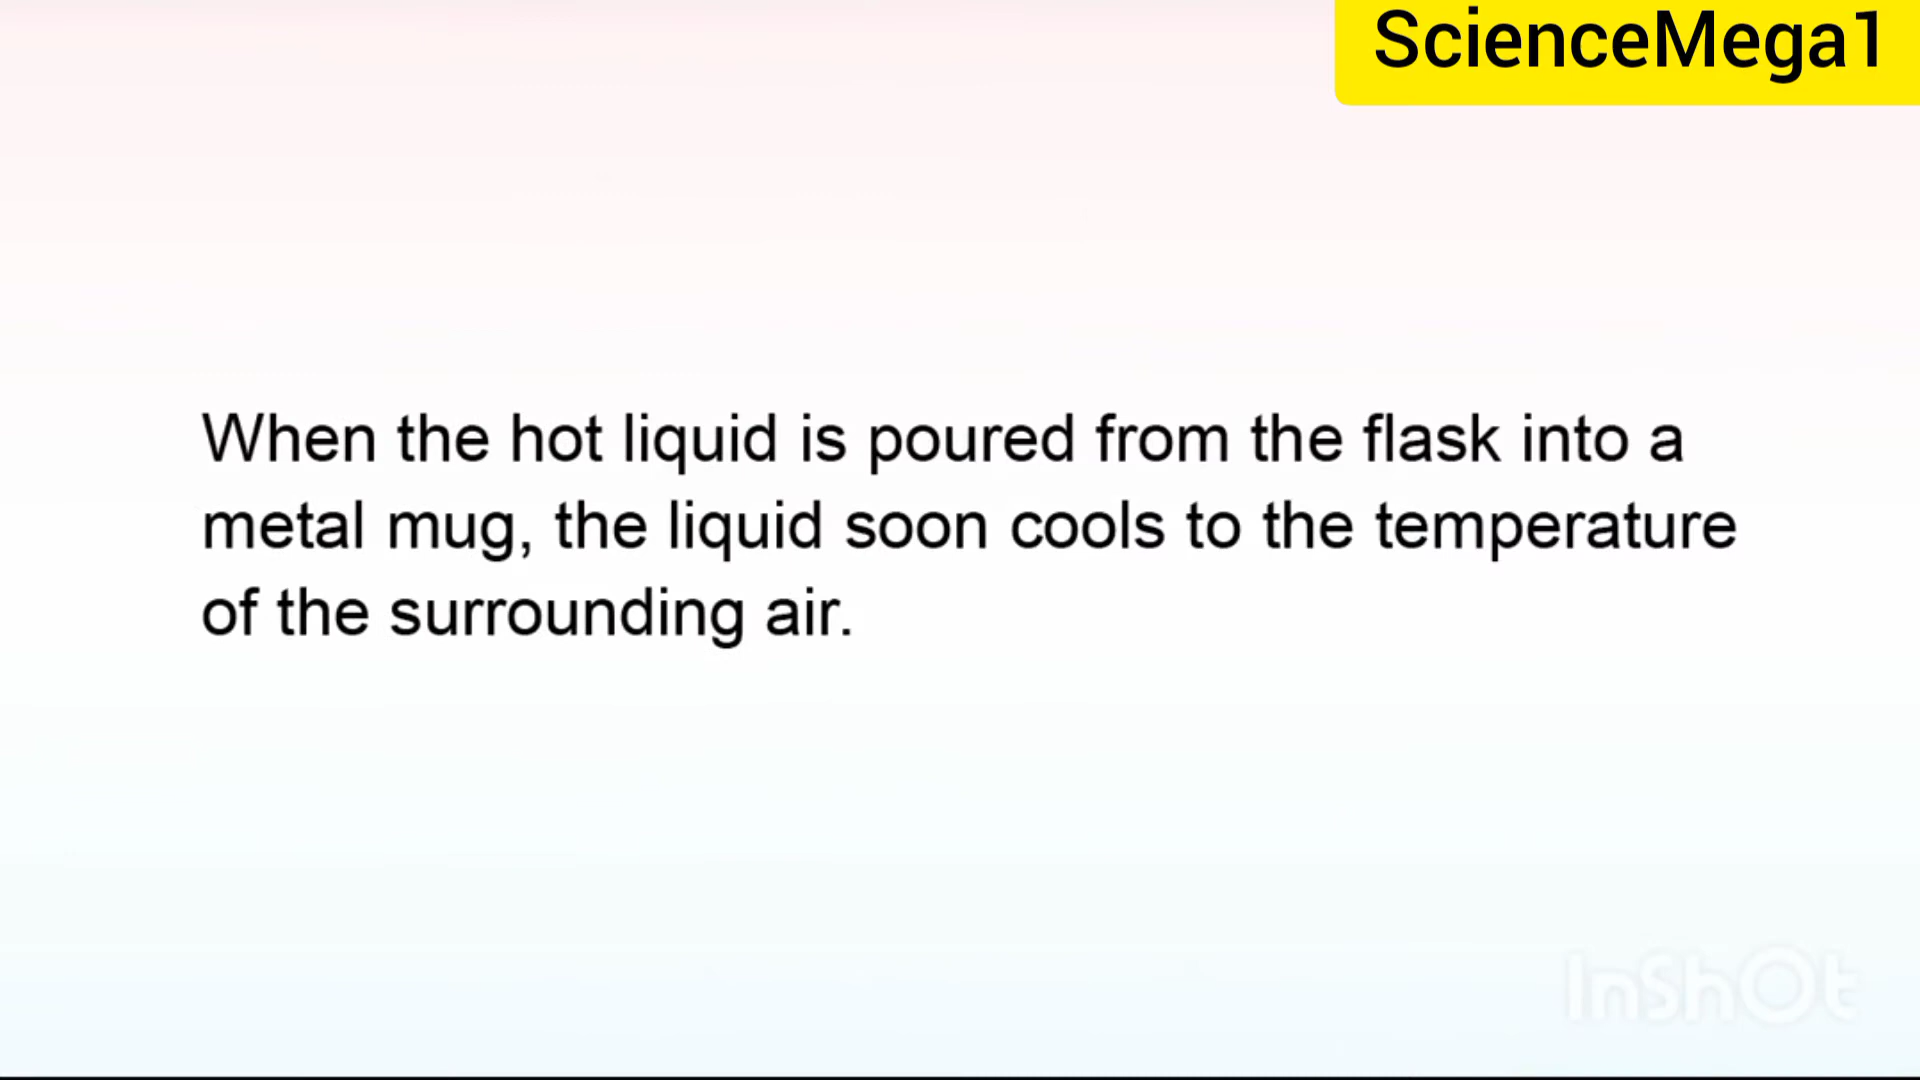 ScienceMega1
When the hot liquid is poured from the flask into a
metal mug, the liquid soon cools to the temperature
of the surrounding air.
InShOt